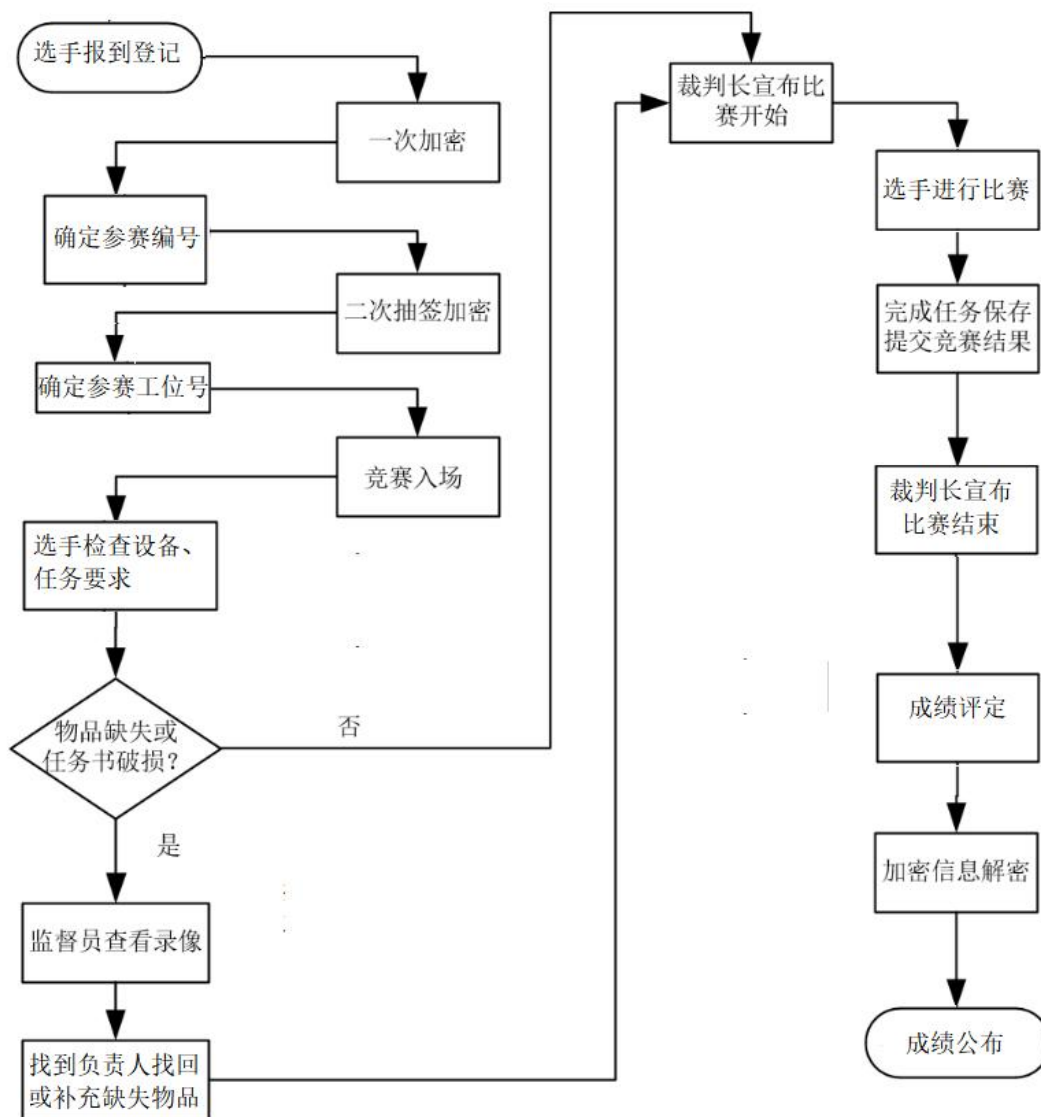 选手报到登记
一次加密
确定参赛编号
二次抽签加密
确定参赛工位号
竞赛入场
选手检查设备、
任务要求
物品缺失或
任务书破损?
否
是
监督员查看录像
找到负责人找回
或补充缺失物品
裁判长宣布比
赛开始
选手进行比赛
完成任务保存
提交竞赛结果
裁判长宣布
比赛结束
成绩评定
加密信息解密
成绩公布